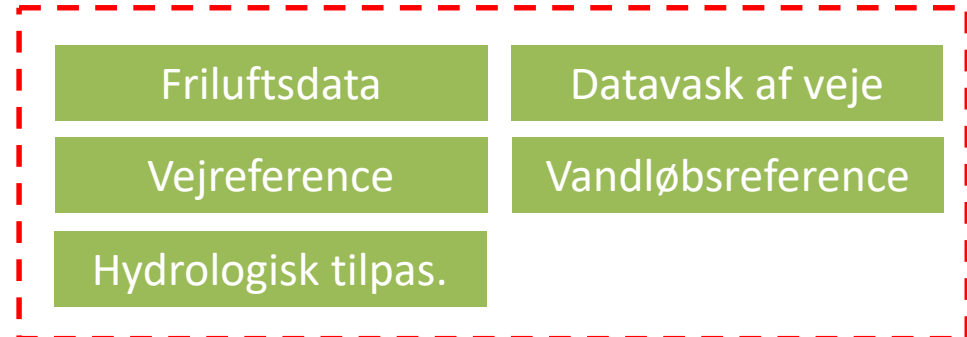 Friluftsdata
Datavask af veje
Vejreference
Vandløbsreference
Hydrologisk tilpas.